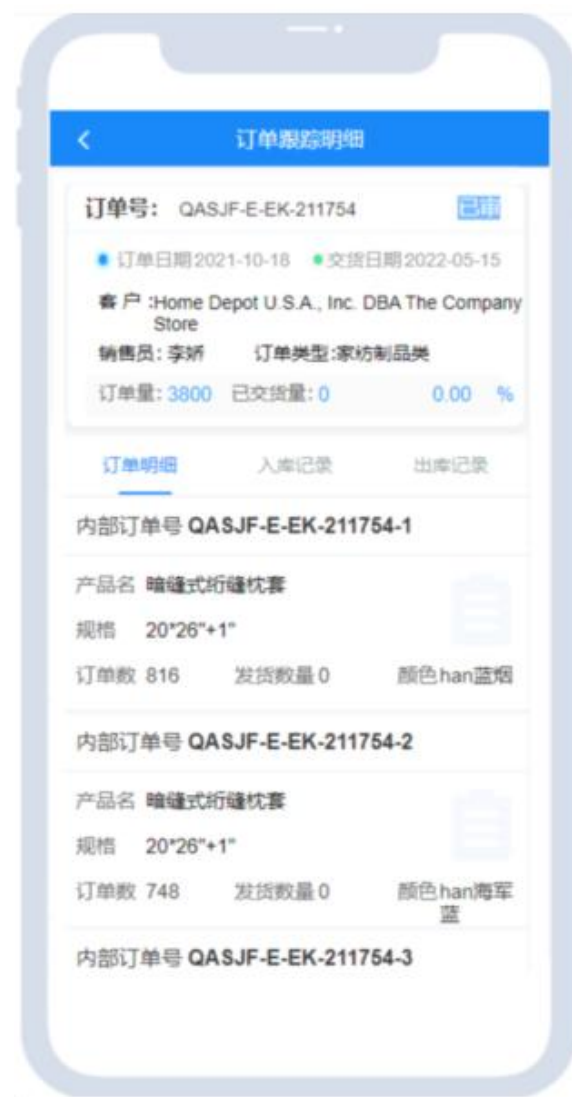 订单跟踪明细
订单号： QASJF-E-EK-211754 已审
订单日期2021-10-18 交货日期2022-05-15
客户:Home Depot U.S.A., Inc. DBA The Company
Store
销售员：李娇 订单类型:家纺制品类
订单量：3800 已交货量：0 0.00 %
订单明细 入库记录 出库记录
内部订单号 QASJF-E-EK-211754-1
产品名 暗缝式绗缝枕套
规格 20*26"+1"
订单数 816 发货数量0 颜色han蓝烟
内部订单号 QASJF-E-EK-211754-2
产品名 暗缝式绗缝枕套
规格 20*26"+1"
订单数 748 发货数量0 颜色han海军
蓝
内部订单号 QASJF-E-EK-211754-3